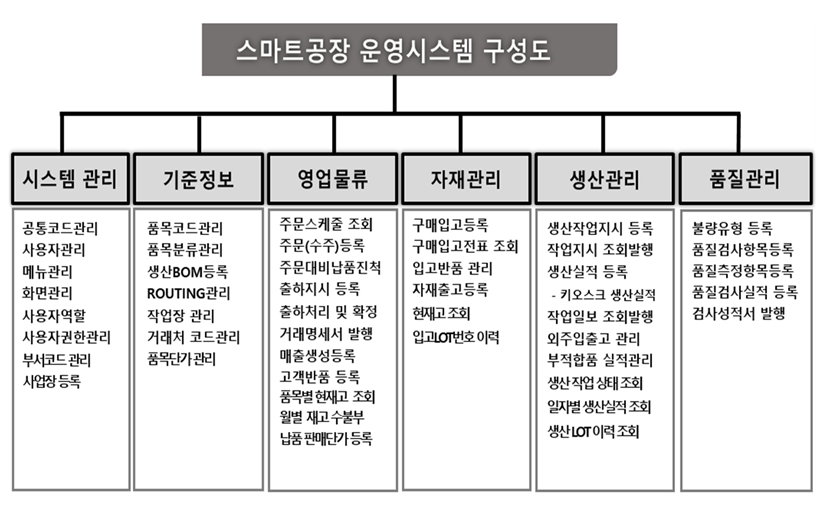 스마트공장 운영시스템 구성도
시스템 관리
공통코드관리
사용자관리
메뉴관리
화면관리
사용자역할
사용자권한관리
부서코드 관리
사업장 등록
기준정보
품목코드관리
품목분류관리
생산BOM등록
ROUTING관리
작업장 관리
거래처 코드관리
품목단가 관리
영업물류
주문스케줄 조회
주문(수주)등록
주문대비납품진척
출하지시 등록
출하처리 및 확정
거래명세서 발행
매출생성등록
고객반품 등록
품목별 현재고 조회
월별 재고 수불부
납품 판매단가 등록
자재관리
구매입고등록
구매입고전표 조회
입고반품 관리
자재출고등록
현재고 조회
입고LOT번호 이력
생산관리
생산작업지시 등록
작업지시 조회발행
생산실적 등록
- 키오스크 생산실적
작업일보 조회발행
외주입출고 관리
부적합품 실적관리
생산 작업 상태 조회
일자별 생산실적 조회
생산 LOT 이력 조회
품질관리
불량유형 등록
품질검사항목등록
품질측정항목등록
품질검사실적 등록
검사성적서 발행